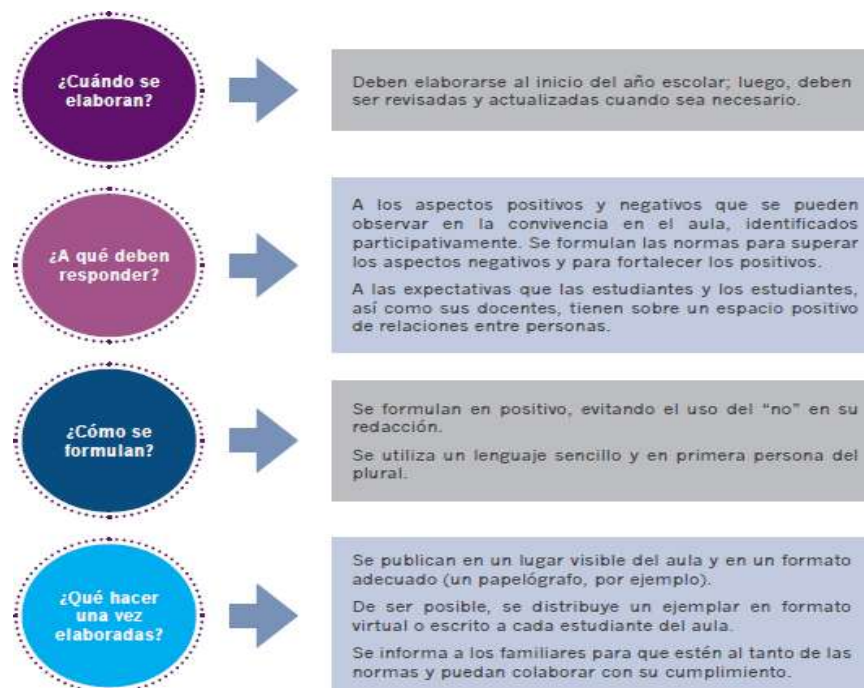 ¿Cuándo se
elaboran?
Deben elaborarse al inicio del año escolar; luego, deben
ser revisadas y actualizadas cuando sea necesario.
¿A qué deben
responder?
A los aspectos positivos y negativos que se pueden
observar en la convivencia en el aula, identificados
participativamente. Se formulan las normas para superar
los aspectos negativos y para fortalecer los positivos.
A las expectativas que las estudiantes y los estudiantes,
así como sus docentes, tienen sobre un espacio positivo
de relaciones entre personas.
¿Cómo se
formulan?
Se formulan en positivo, evitando el uso del “no” en su
redacción.
Se utiliza un lenguaje sencillo y en primera persona del
plural.
¿Qué hacer
una vez
elaboradas?
Se publican en un lugar visible del aula y en un formato
adecuado (un papelógrafo, por ejemplo).
De ser posible, se distribuye un ejemplar en formato
virtual o escrito a cada estudiante del aula.
Se informa a los familiares para que estén al tanto de las
normas y puedan colaborar con su cumplimiento.